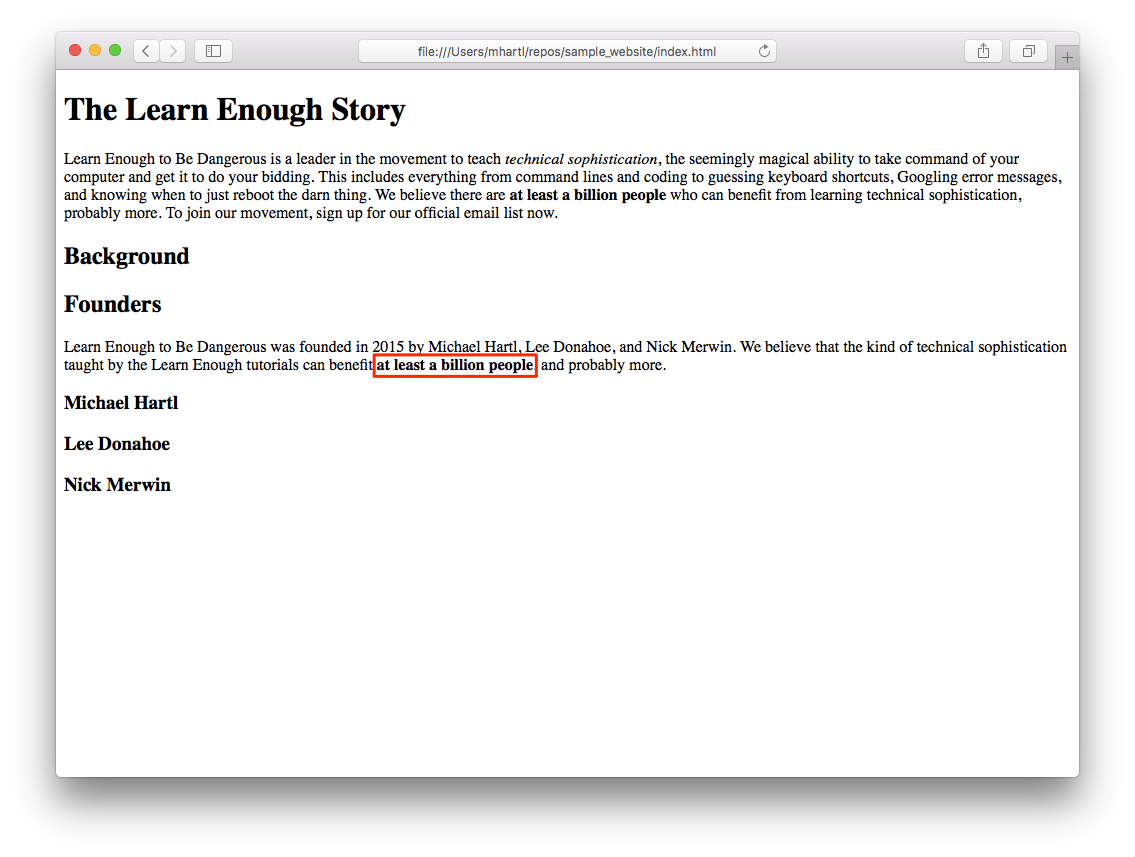 file:///Users/mhartl/repos/sample_website/index.html
The Learn Enough Story
Learn Enough to Be Dangerous is a leader in the movement to teach technical sophistication, the seemingly magical ability to take command of your
computer and get it to do your bidding. This includes everything from command lines and coding to guessing keyboard shortcuts, Googling error messages,
and knowing when to just reboot the darn thing. We believe there are at least a billion people who can benefit from learning technical sophistication,
probably more. To join our movement, sign up for our official email list now.
Background
Founders
Learn Enough to Be Dangerous was founded in 2015 by Michael Hartl, Lee Donahoe, and Nick Merwin. We believe that the kind of technical sophistication
taught by the Learn Enough tutorials can benefit at least a billion people and probably more.
Michael Hartl
Lee Donahoe
Nick Merwin